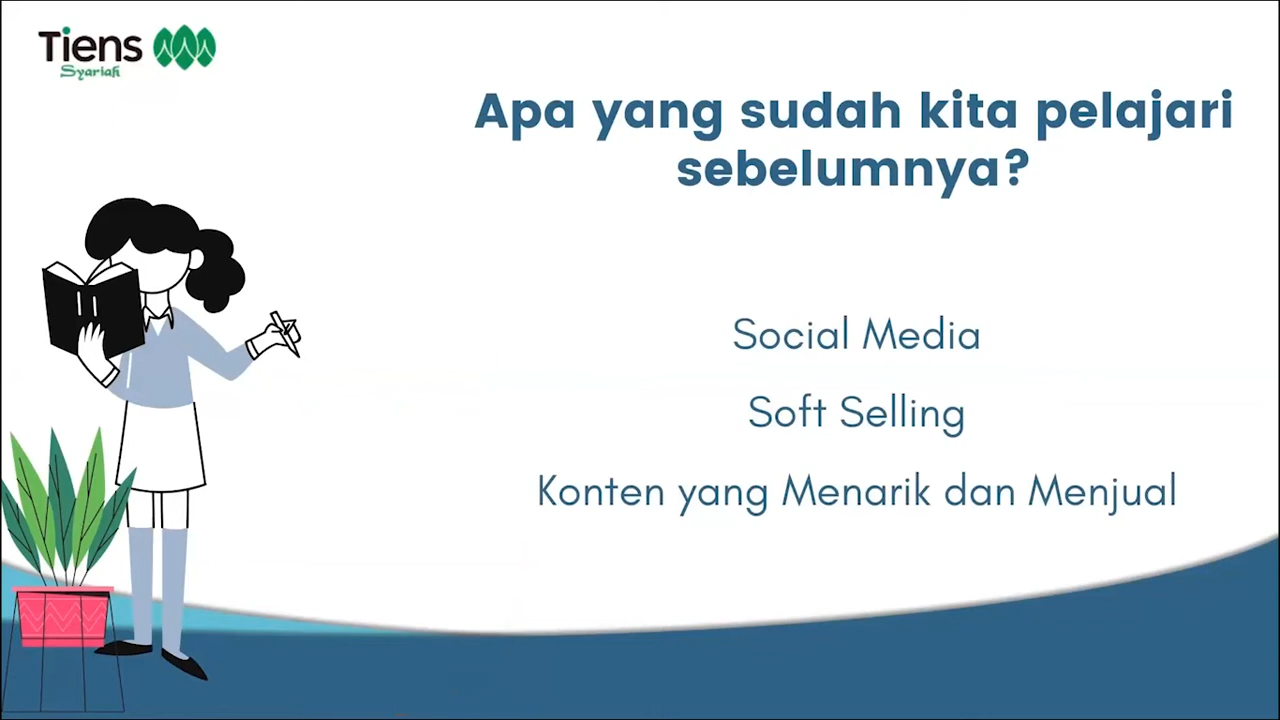 Tiens
Syariah
Apa yang sudah kita pelajari
sebelumnya?
Social Media
Soft Selling
Konten yang Menarik dan Menjual